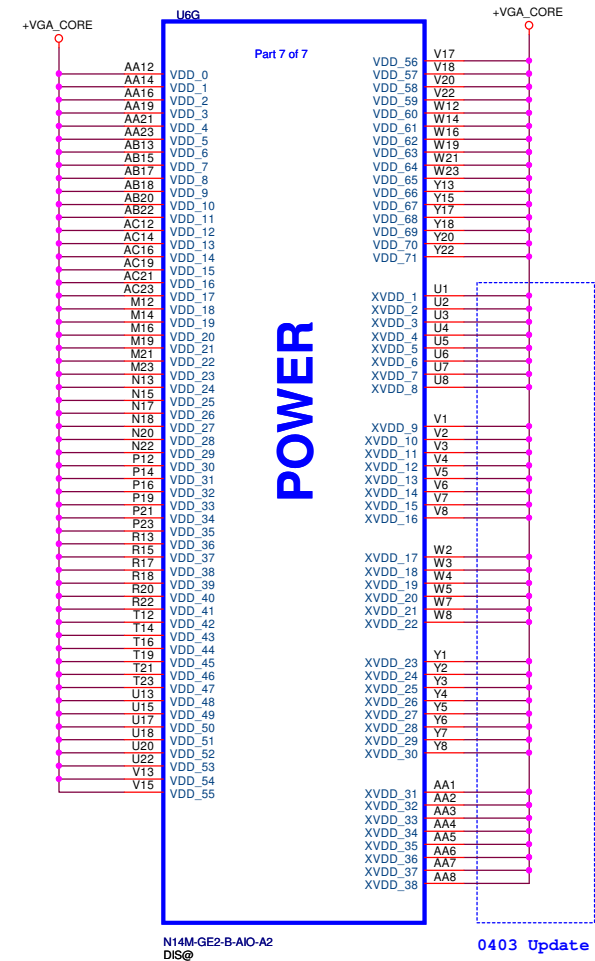 U6G
+VGA_CORE
+VGA_CORE
Part 7 of 7
AA12 VDD_0
AA14 VDD_1
AA16 VDD_2
AA19 VDD_3
AA21 VDD_4
AA23 VDD_5
AB13 VDD_6
AB15 VDD_7
AB17 VDD_8
AB18 VDD_9
AB20 VDD_10
AB22 VDD_11
AC12 VDD_12
AC14 VDD_13
AC16 VDD_14
AC19 VDD_15
AC21 VDD_16
AC23 VDD_17
M12 VDD_18
M14 VDD_19
M16 VDD_20
M19 VDD_21
M21 VDD_22
M23 VDD_23
N13 VDD_24
N15 VDD_25
N17 VDD_26
N18 VDD_27
N20 VDD_28
N22 VDD_29
P12 VDD_30
P14 VDD_31
P16 VDD_32
P19 VDD_33
P21 VDD_34
P23 VDD_35
R13 VDD_36
R15 VDD_37
R17 VDD_38
R18 VDD_39
R20 VDD_40
R22 VDD_41
T12 VDD_42
T14 VDD_43
T16 VDD_44
T19 VDD_45
T21 VDD_46
T23 VDD_47
U13 VDD_48
U15 VDD_49
U17 VDD_50
U18 VDD_51
U20 VDD_52
U22 VDD_53
V13 VDD_54
V15 VDD_55
POWER
VDD_56 V17
VDD_57 V18
VDD_58 V20
VDD_59 V22
VDD_60 W12
VDD_61 W14
VDD_62 W16
VDD_63 W19
VDD_64 W21
VDD_65 W23
VDD_66 Y13
VDD_67 Y15
VDD_68 Y17
VDD_69 Y18
VDD_70 Y20
VDD_71 Y22
XVDD_1 U1
XVDD_2 U2
XVDD_3 U3
XVDD_4 U4
XVDD_5 U5
XVDD_6 U6
XVDD_7 U7
XVDD_8 U8
XVDD_9 V1
XVDD_10 V2
XVDD_11 V3
XVDD_12 V4
XVDD_13 V5
XVDD_14 V6
XVDD_15 V7
XVDD_16 V8
XVDD_17 W2
XVDD_18 W3
XVDD_19 W4
XVDD_20 W5
XVDD_21 W7
XVDD_22 W8
XVDD_23 Y1
XVDD_24 Y2
XVDD_25 Y3
XVDD_26 Y4
XVDD_27 Y5
XVDD_28 Y6
XVDD_29 Y7
XVDD_30 Y8
XVDD_31 AA1
XVDD_32 AA2
XVDD_33 AA3
XVDD_34 AA4
XVDD_35 AA5
XVDD_36 AA6
XVDD_37 AA7
XVDD_38 AA8
N14M-GE2-B-AIO-A2
DIS@
0403 Update